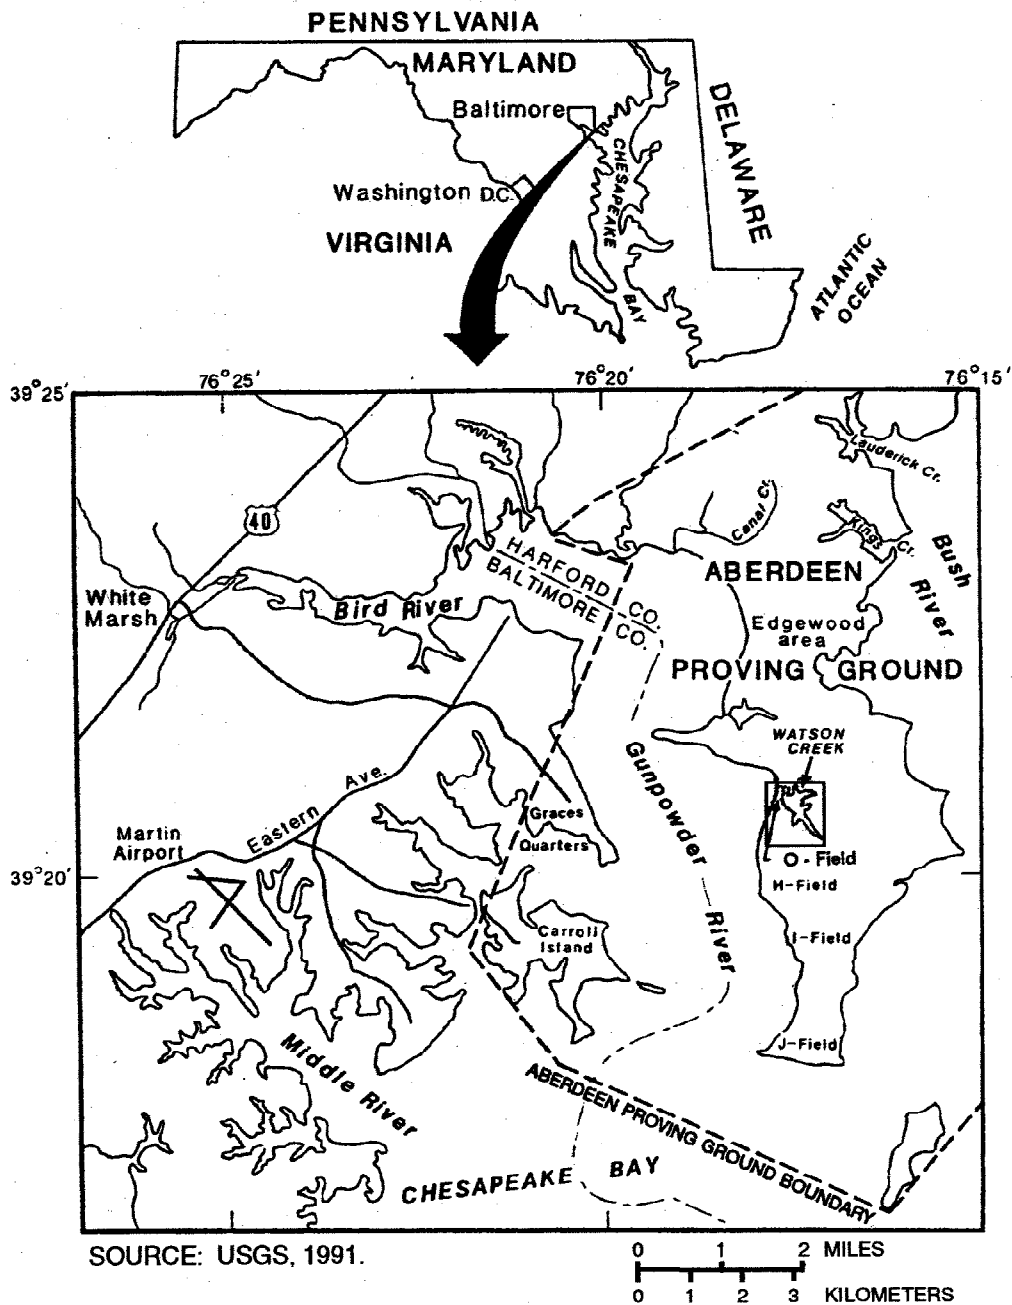 PENNSYLVANIA
MARYLAND
Baltimore
DELAWARE
CHESAPEAKE
BAY
Washington D.C.
VIRGINIA
ATLANTIC
OCEAN
39°25'
76°25'
76°20'
76°15'
Lauderick Cr.
40
Canal Cr.
Kings Cr.
Bush
River
HARFORD CO.
BALTIMORE CO.
ABERDEEN
White
Marsh
Bird River
Edgewood
area
PROVING GROUND
WATSON
CREEK
Gunpowder
River
Eastern Ave.
Graces
Quarters
Martin
Airport
O - Field
39°20'
H-Field
Carroll
Island
I-Field
J-Field
Middle River
ABERDEEN PROVING GROUND BOUNDARY
CHESAPEAKE BAY
SOURCE: USGS, 1991.
0 1 2 MILES
0 1 2 3 KILOMETERS